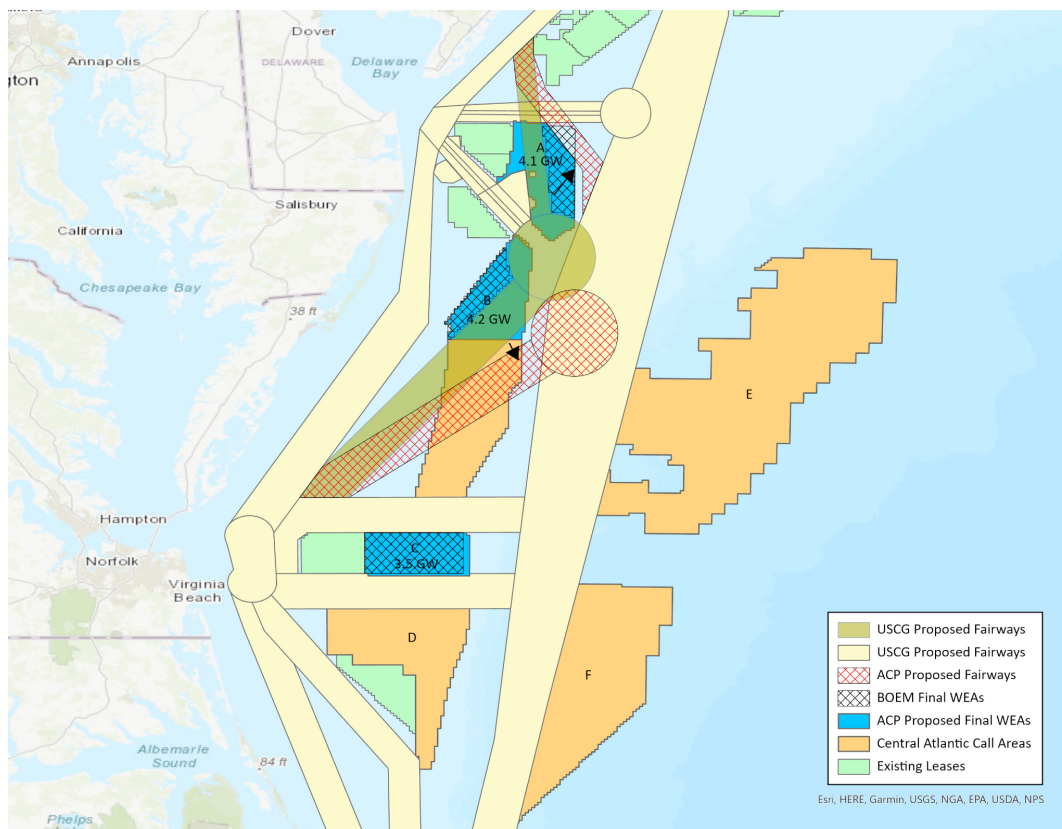 Dover
Annapolis
DELAWARE
Delaware
Bay
gton
A
4.1 GW
Salisbury
California
Chesapeake Bay
38 ft
B
4.2 GW
E
Hampton
Norfolk
C
3.5 GW
Virginia
Beach
D
F
Albemarle
Sound
84 ft
Phelps
USCG Proposed Fairways
USCG Proposed Fairways
ACP Proposed Fairways
BOEM Final WEAs
ACP Proposed Final WEAs
Central Atlantic Call Areas
Existing Leases
Esri, HERE, Garmin, USGS, NGA, EPA, USDA, NPS